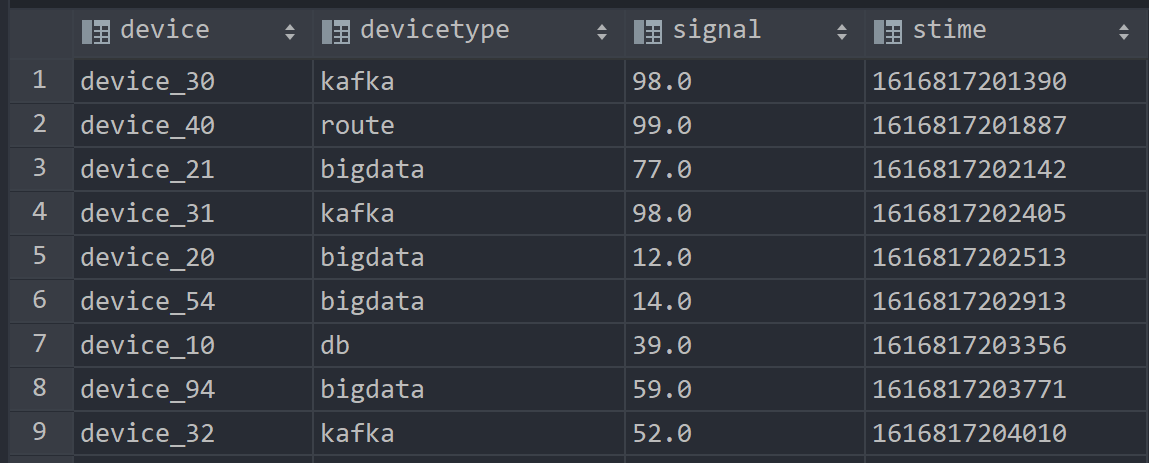 device devicetype signal stime
1 device_30 kafka 98.0 1616817201390
2 device_40 route 99.0 1616817201887
3 device_21 bigdata 77.0 1616817202142
4 device_31 kafka 98.0 1616817202405
5 device_20 bigdata 12.0 1616817202513
6 device_54 bigdata 14.0 1616817202913
7 device_10 db 39.0 1616817203356
8 device_94 bigdata 59.0 1616817203771
9 device_32 kafka 52.0 1616817204010